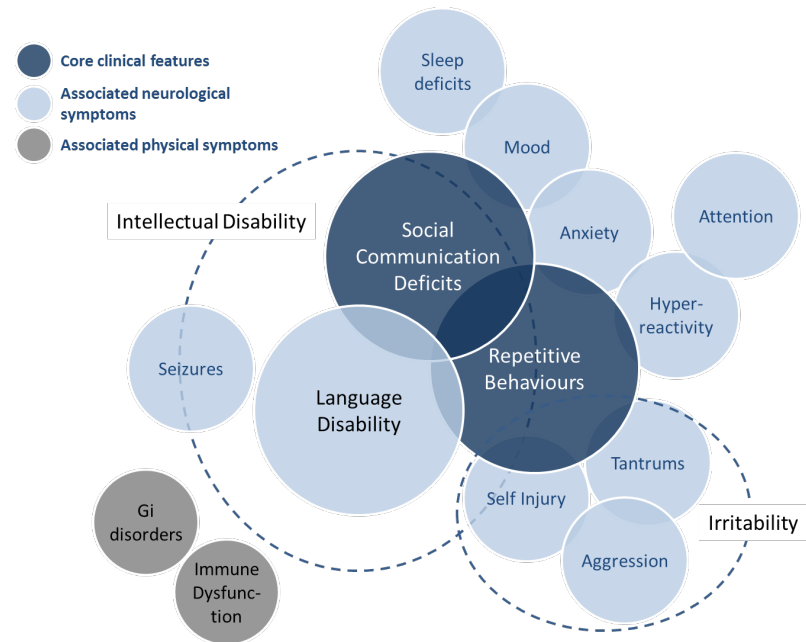 Core clinical features
Associated neurological
symptoms
Associated physical symptoms
Sleep
deficits
Mood
Anxiety
Attention
Hyper-
reactivity
Intellectual Disability
Social
Communication
Deficits
Repetitive
Behaviours
Seizures
Language
Disability
Tantrums
Self Injury
Aggression
Irritability
Gi
disorders
Immune
Dysfunc-
tion